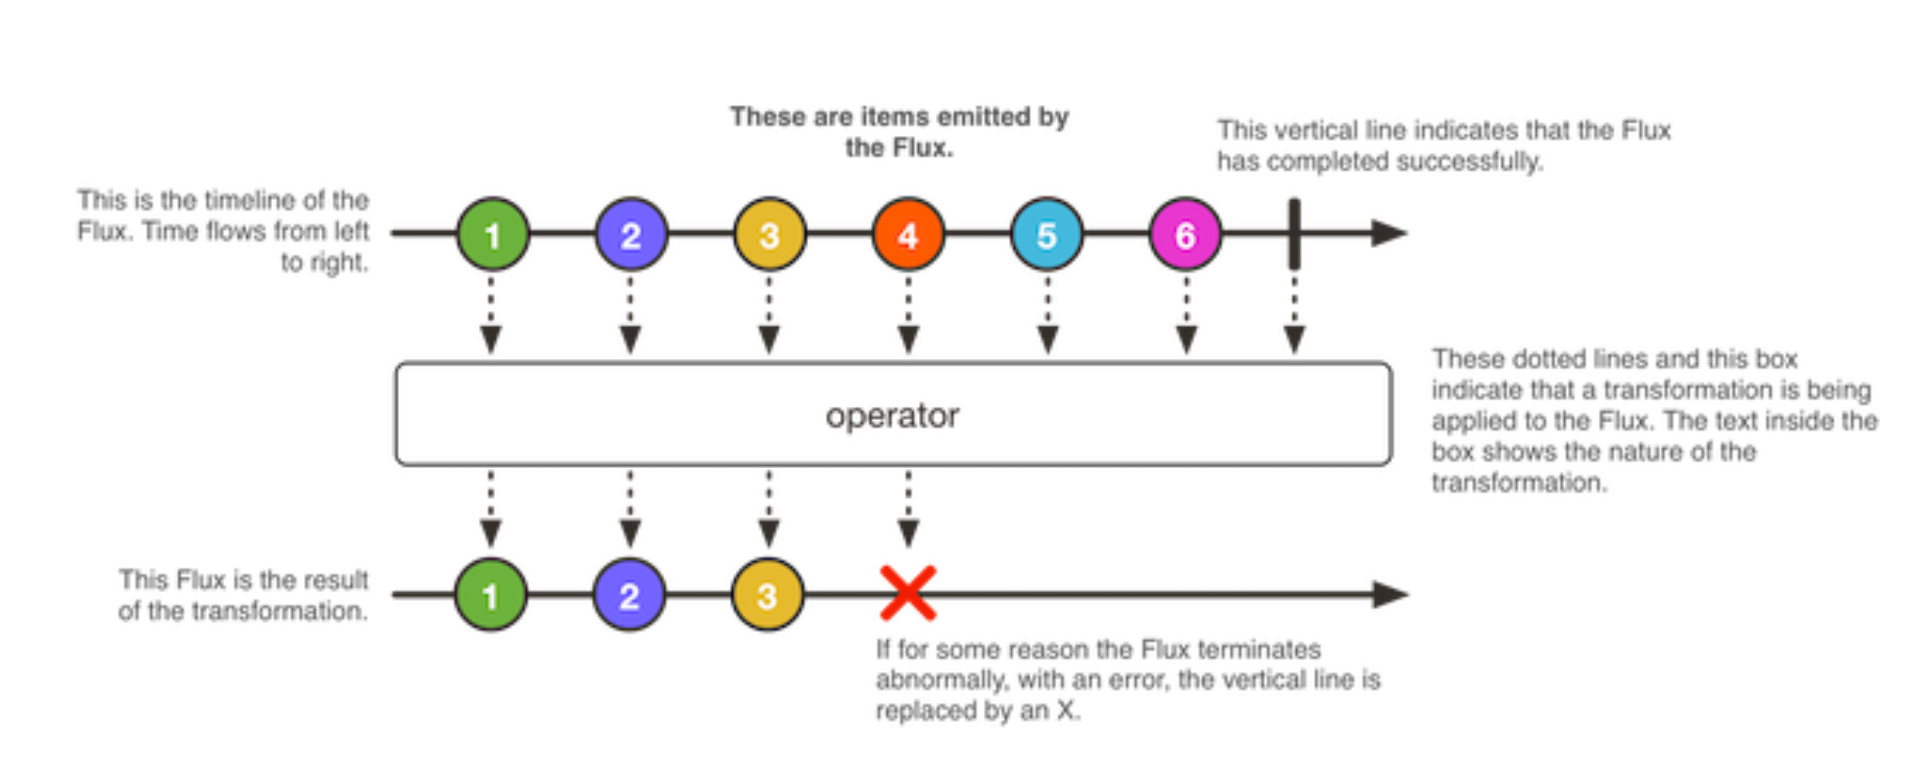 These are items emitted by
the Flux.
This vertical line indicates that the Flux
has completed successfully.
This is the timeline of the
Flux. Time flows from left
to right.
1 2 3 4 5 6
These dotted lines and this box
indicate that a transformation is being
applied to the Flux. The text inside the
box shows the nature of the
transformation.
operator
This Flux is the result
of the transformation.
1 2 3
If for some reason the Flux terminates
abnormally, with an error, the vertical line is
replaced by an X.